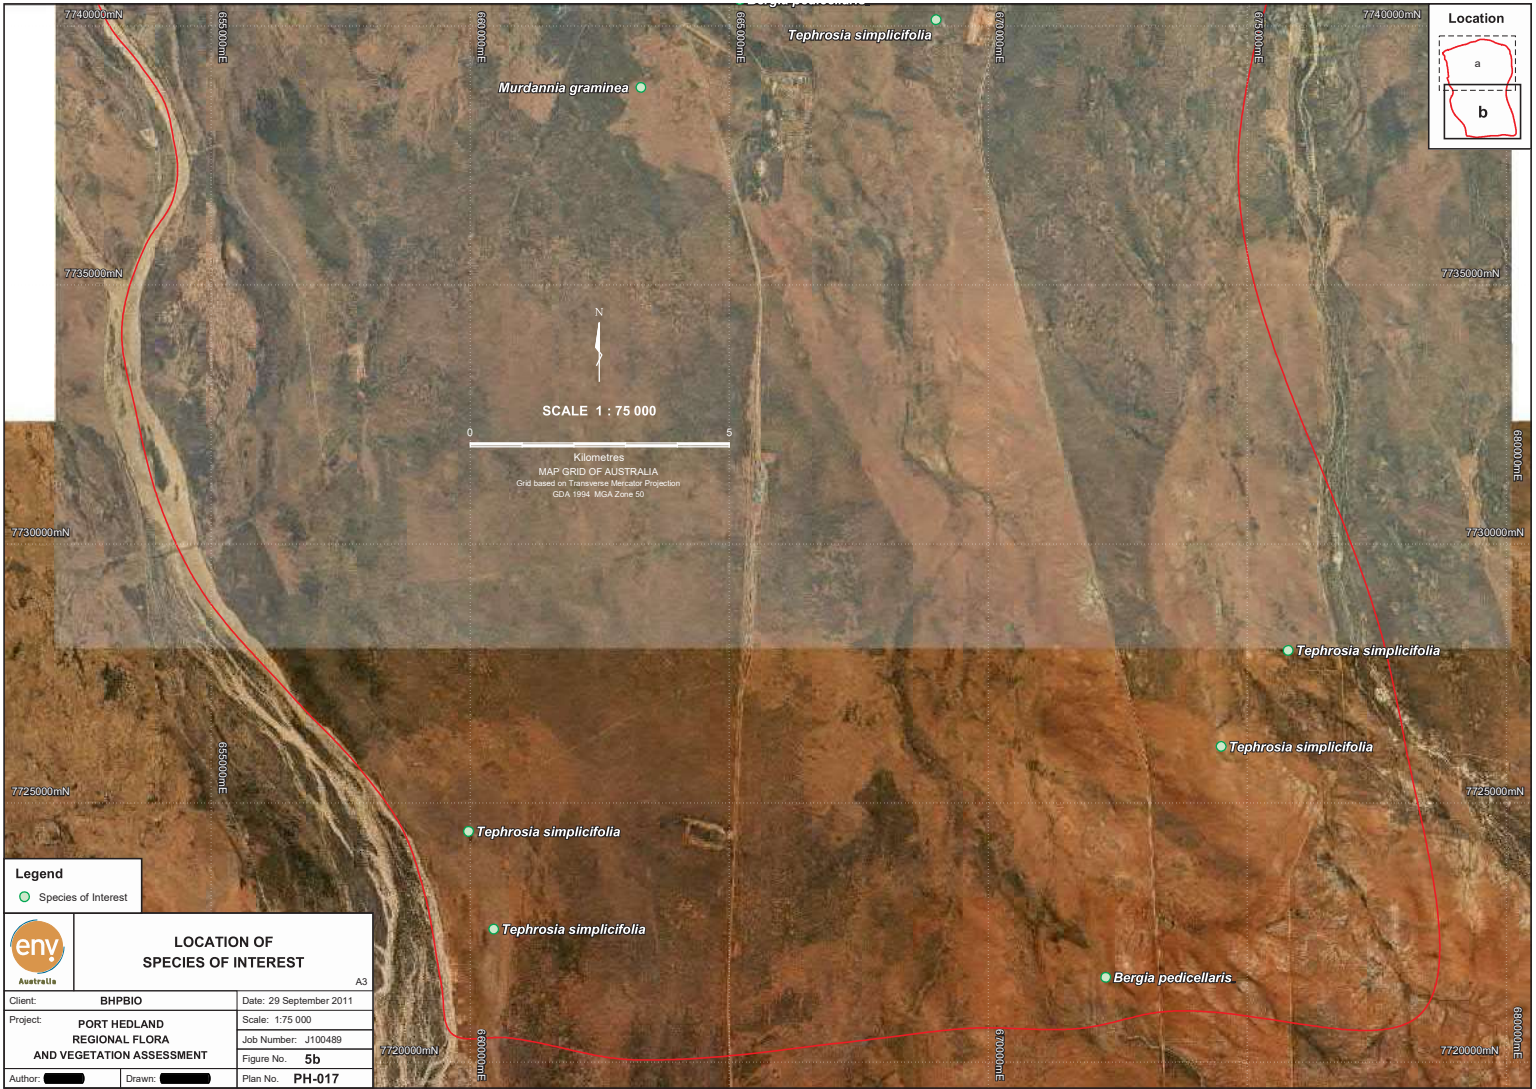 Bergia pedicellaris
7740000mN
655000mE
660000mE
665000mE
670000mE
675000mE
7740000mN
Location
a
b
Tephrosia simplicifolia
Murdannia graminea
7735000mN
7735000mN
N
SCALE 1 : 75 000
0 5
Kilometres
MAP GRID OF AUSTRALIA
Grid based on Transverse Mercator Projection
GDA 1994 MGA Zone 50
680000mE
7730000mN
7730000mN
Tephrosia simplicifolia
655000mE
Tephrosia simplicifolia
7725000mN
7725000mN
Tephrosia simplicifolia
Legend
Species of Interest
Tephrosia simplicifolia
Bergia pedicellaris
env
Australia
LOCATION OF
SPECIES OF INTEREST
A3
Client: BHPBIO
Date: 29 September 2011
Project: PORT HEDLAND
REGIONAL FLORA
AND VEGETATION ASSESSMENT
Scale: 1:75 000
Job Number: J100489
Figure No. 5b
Author:
Drawn:
Plan No. PH-017
7720000mN
660000mE
670000mE
7720000mN
680000mE